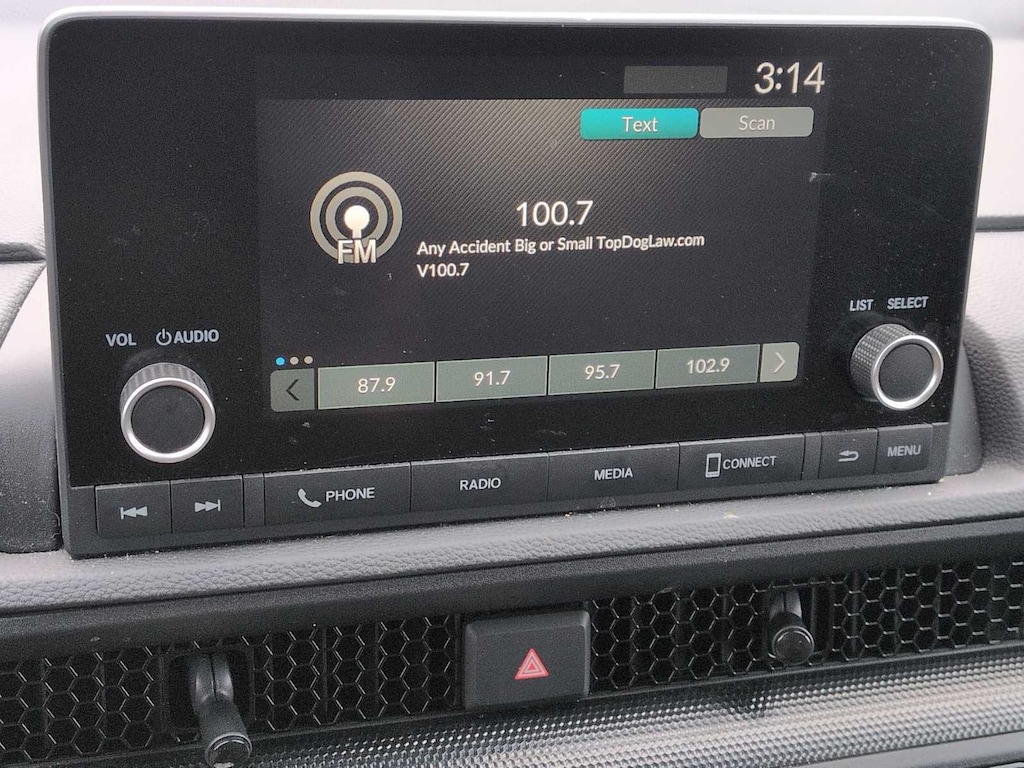 3:14
Text Scan
100.7
FM
Any Accident Big or Small TopDogLaw.com
V100.7
LIST SELECT
VOL AUDIO
87.9 91.7 95.7 102.9
PHONE RADIO MEDIA CONNECT MENU